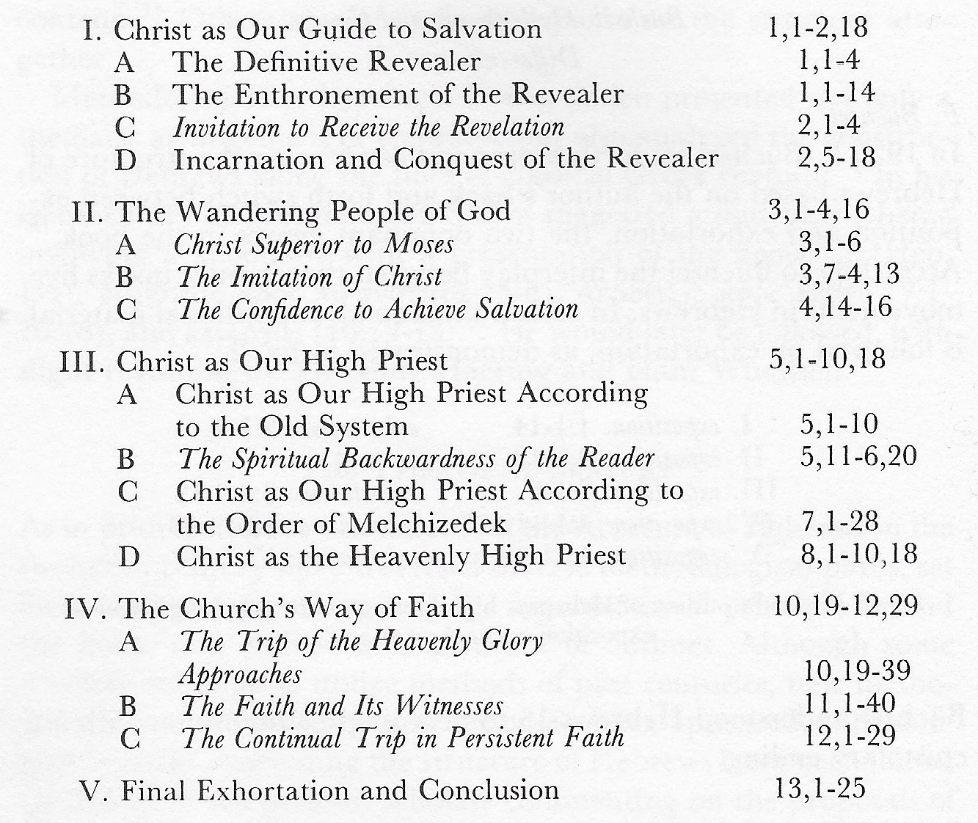 I. Christ as Our Guide to Salvation 1,1-2,18
A The Definitive Revealer 1,1-4
B The Enthronement of the Revealer 1,1-14
C Invitation to Receive the Revelation 2,1-4
D Incarnation and Conquest of the Revealer 2,5-18
II. The Wandering People of God 3,1-4,16
A Christ Superior to Moses 3,1-6
B The Imitation of Christ 3,7-4,13
C The Confidence to Achieve Salvation 4,14-16
III. Christ as Our High Priest 5,1-10,18
A Christ as Our High Priest According
to the Old System 5,1-10
B The Spiritual Backwardness of the Reader 5,11-6,20
C Christ as Our High Priest According to
the Order of Melchizedek 7,1-28
D Christ as the Heavenly High Priest 8,1-10,18
IV. The Church's Way of Faith 10,19-12,29
A The Trip of the Heavenly Glory
Approaches 10,19-39
B The Faith and Its Witnesses 11,1-40
C The Continual Trip in Persistent Faith 12,1-29
V. Final Exhortation and Conclusion 13,1-25